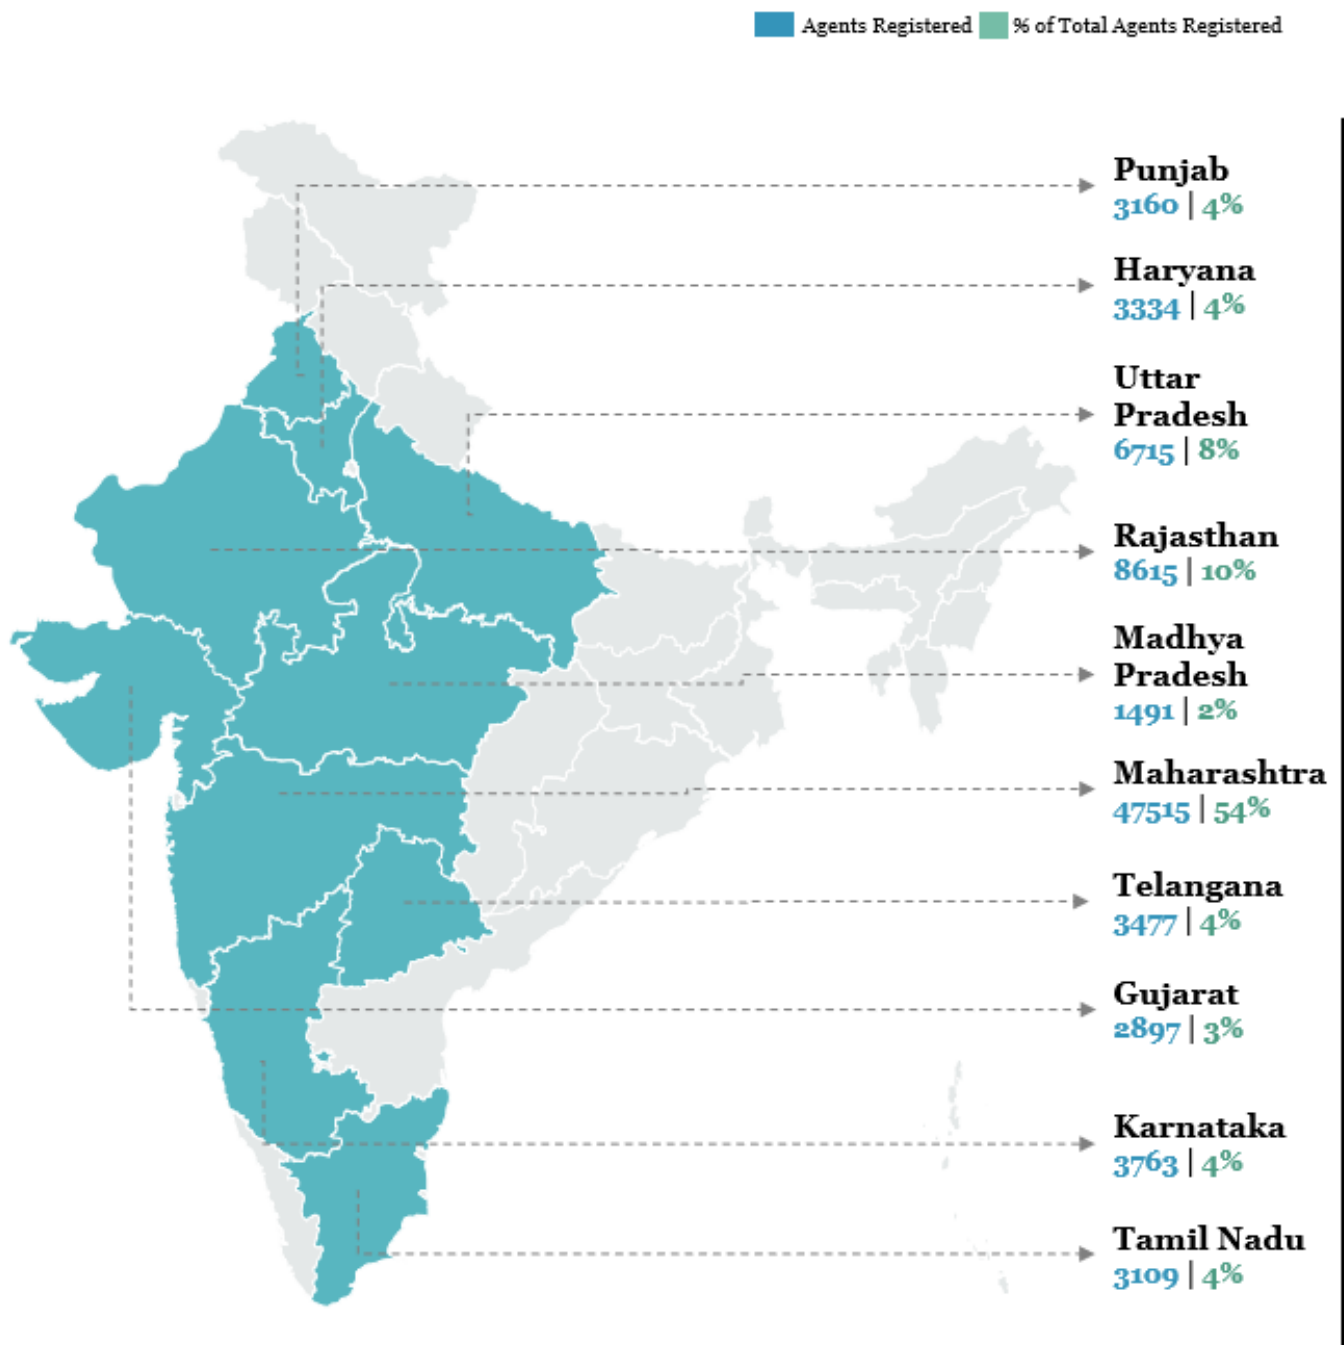 Agents Registered % of Total Agents Registered
Punjab
3160 | 4%
Haryana
3334 | 4%
Uttar
Pradesh
6715 | 8%
Rajasthan
8615 | 10%
Madhya
Pradesh
1491 | 2%
Maharashtra
47515 | 54%
Telangana
3477 | 4%
Gujarat
2897 | 3%
Karnataka
3763 | 4%
Tamil Nadu
3109 | 4%